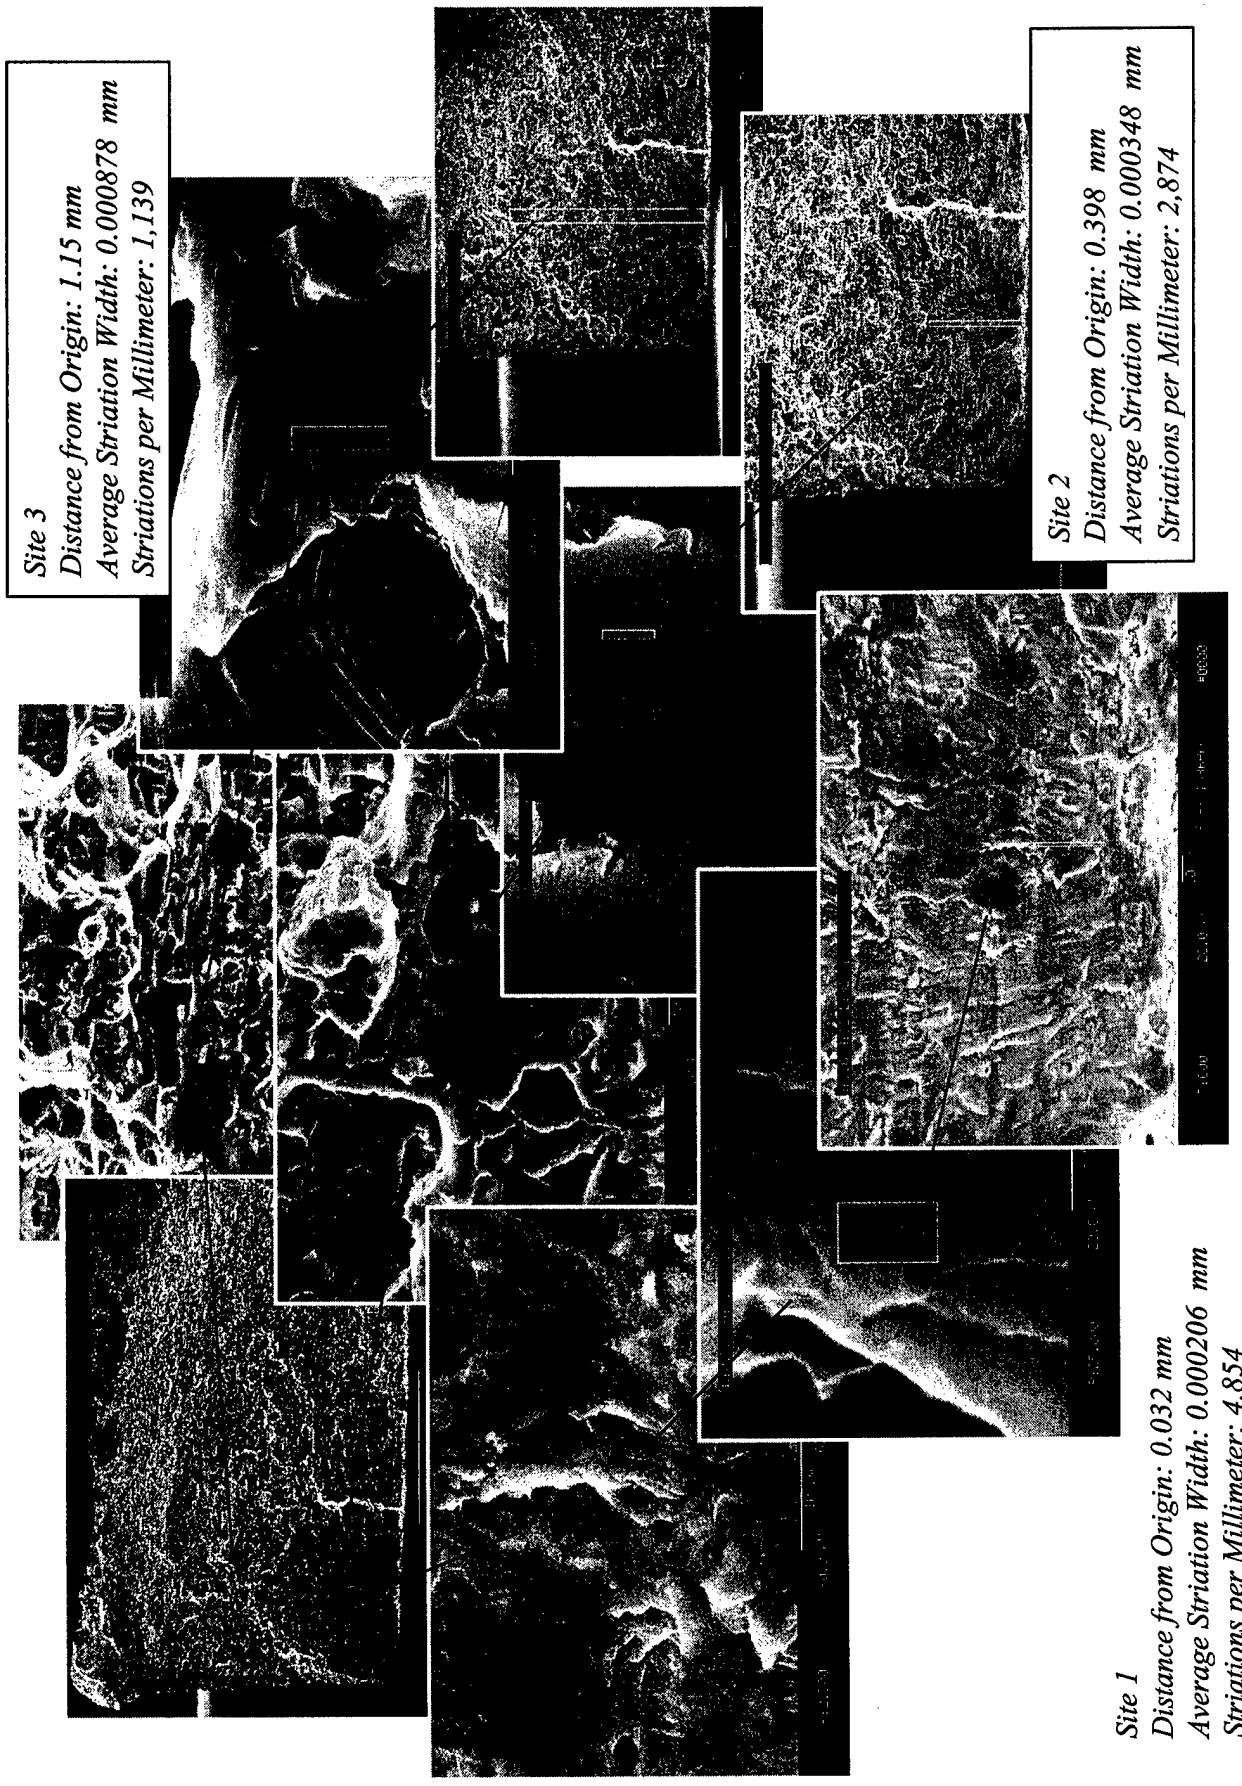 Site 3
Distance from Origin: 1.15 mm
Average Striation Width: 0.000878 mm
Striations per Millimeter: 1,139
Site 2
Distance from Origin: 0.398 mm
Average Striation Width: 0.000348 mm
Striations per Millimeter: 2,874
Site 1
Distance from Origin: 0.032 mm
Average Striation Width: 0.000206 mm
Striations per Millimeter: 4,854